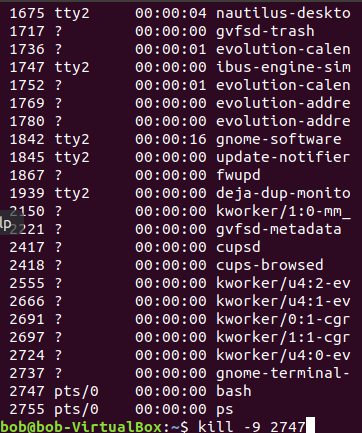 1675 tty2 00:00:04 nautilus-deskto
1717 ? 00:00:00 gvfsd-trash
1736 ? 00:00:01 evolution-calen
1747 tty2 00:00:00 ibus-engine-sim
1752 ? 00:00:01 evolution-calen
1769 ? 00:00:00 evolution-addre
1780 ? 00:00:00 evolution-addre
1842 tty2 00:00:16 gnome-software
1845 tty2 00:00:00 update-notifier
1867 ? 00:00:00 fwupd
1939 tty2 00:00:00 deja-dup-monito
2150 ? 00:00:00 kworker/1:0-mm_
lp
2221 ? 00:00:00 gvfsd-metadata
2417 ? 00:00:00 cupsd
2418 ? 00:00:00 cups-browsed
2555 ? 00:00:00 kworker/u4:2-ev
2666 ? 00:00:00 kworker/u4:1-ev
2691 ? 00:00:00 kworker/0:1-cgr
2697 ? 00:00:00 kworker/1:1-cgr
2724 ? 00:00:00 kworker/u4:0-ev
2737 ? 00:00:00 gnome-terminal-
2747 pts/0 00:00:00 bash
2755 pts/0 00:00:00 ps
bob@bob-VirtualBox:~$ kill -9 2747